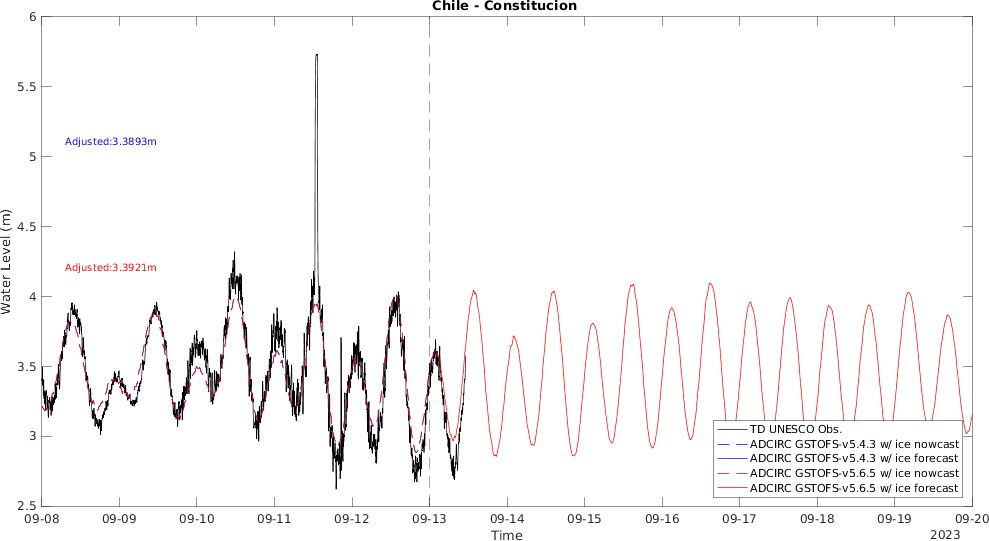 Chile - Constitucion
6
5.5
5
4.5
4
3.5
3
2.5
Water Level (m)
Adjusted:3.3893m
Adjusted:3.3921m
TD UNESCO Obs.
ADCIRC GSTOFS-v5.4.3 w/ ice nowcast
ADCIRC GSTOFS-v5.4.3 w/ ice forecast
ADCIRC GSTOFS-v5.6.5 w/ ice nowcast
ADCIRC GSTOFS-v5.6.5 w/ ice forecast
09-08 09-09 09-10 09-11 09-12 09-13 09-14 09-15 09-16 09-17 09-18 09-19 09-20
Time
2023